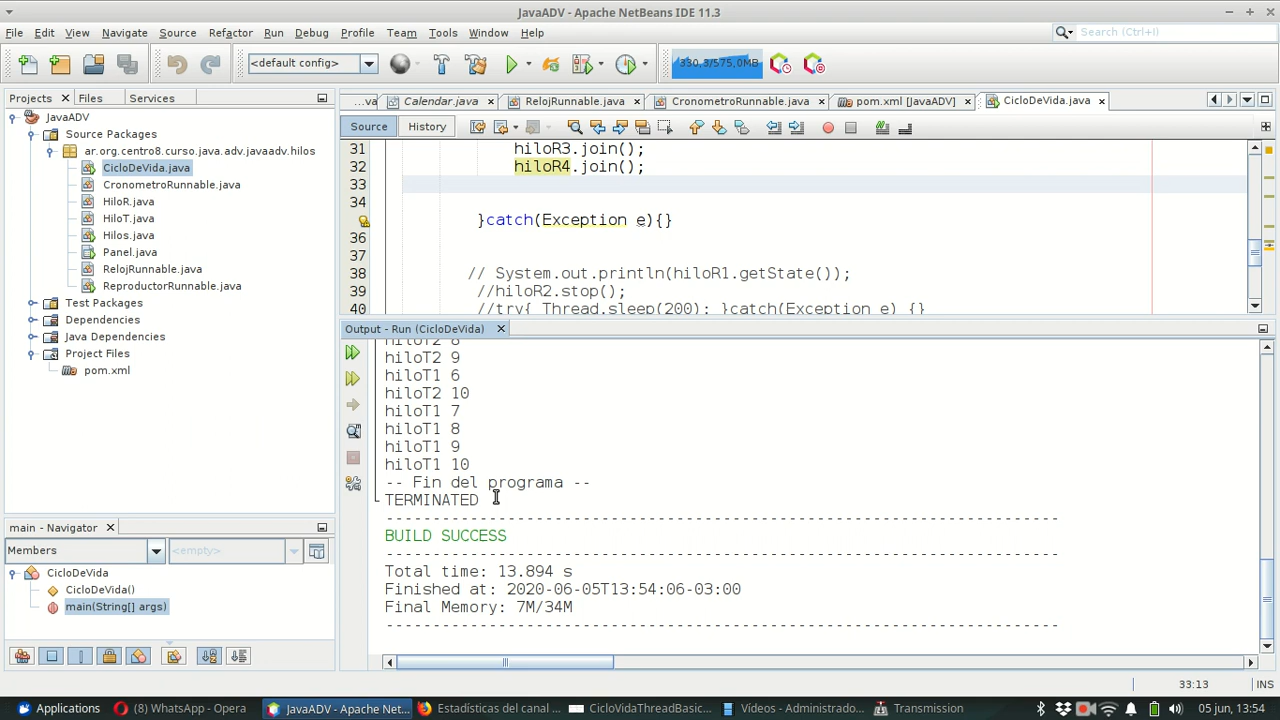 JavaADV - Apache NetBeans IDE 11.3
File Edit View Navigate Source Refactor Run Debug Profile Team Tools Window Help
Search (Ctrl+I)
<default config>
330,3/575,0MB
Projects Files Services
...va Calendar.java RelojRunnable.java CronometroRunnable.java pom.xml [JavaADV] CicloDeVida.java
Source History
JavaADV
Source Packages
ar.org.centro8.curso.java.adv.javaadv.hilos
CicloDeVida.java
CronometroRunnable.java
HiloR.java
HiloT.java
Hilos.java
Panel.java
RelojRunnable.java
ReproductorRunnable.java
Test Packages
Dependencies
Java Dependencies
Project Files
pom.xml
31 hiloR3.join();
32 hiloR4.join();
33
34
}catch(Exception e){}
36
37
38 // System.out.println(hiloR1.getState());
39 //hiloR2.stop();
40 //try{ Thread.sleep(200); }catch(Exception e) {}
Output - Run (CicloDeVida)
hiloT2 8
hiloT2 9
hiloT1 6
hiloT2 10
hiloT1 7
hiloT1 8
hiloT1 9
hiloT1 10
-- Fin del programa --
TERMINATED
------------------------------------------------------------------------
BUILD SUCCESS
------------------------------------------------------------------------
Total time: 13.894 s
Finished at: 2020-06-05T13:54:06-03:00
Final Memory: 7M/34M
------------------------------------------------------------------------
main - Navigator
Members <empty>
CicloDeVida
CicloDeVida()
main(String[] args)
33:13 INS
Applications (8) WhatsApp - Opera JavaADV - Apache Net... Estadísticas del canal ... CicloVidaThreadBasic... Vídeos - Administrado... Transmission 05 jun, 13:54